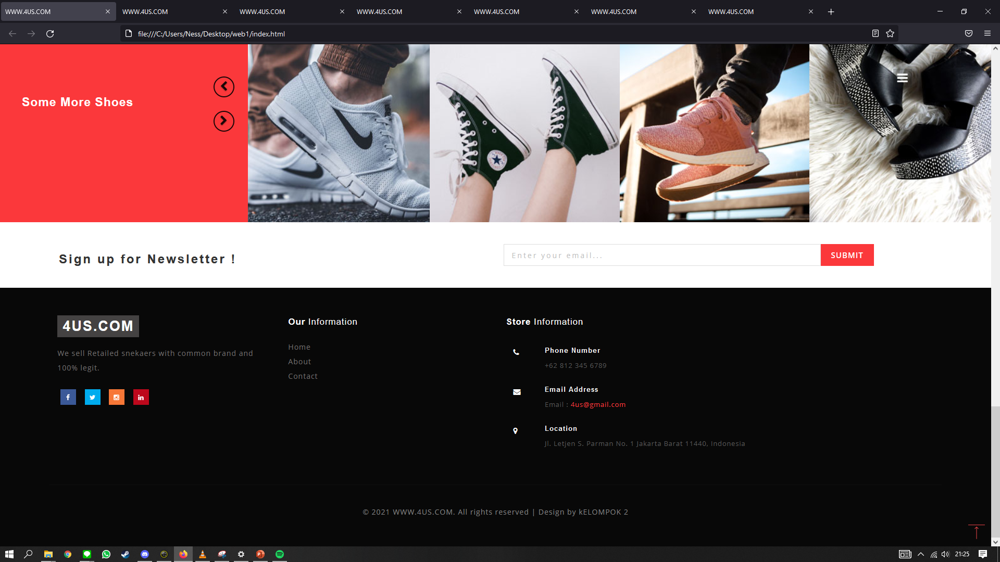 WWW.4US.COM
WWW.4US.COM
WWW.4US.COM
WWW.4US.COM
WWW.4US.COM
WWW.4US.COM
WWW.4US.COM
file:///C:/Users/Ness/Desktop/web1/index.html
Some More Shoes
Sign up for Newsletter !
Enter your email...
SUBMIT
4US.COM
We sell Retailed snekaers with common brand and
100% legit.
Our Information
Home
About
Contact
Store Information
Phone Number
+62 812 345 6789
Email Address
Email : 4us@gmail.com
Location
Jl. Letjen S. Parman No. 1 Jakarta Barat 11440, Indonesia
© 2021 WWW.4US.COM. All rights reserved | Design by kELOMPOK 2
21:25